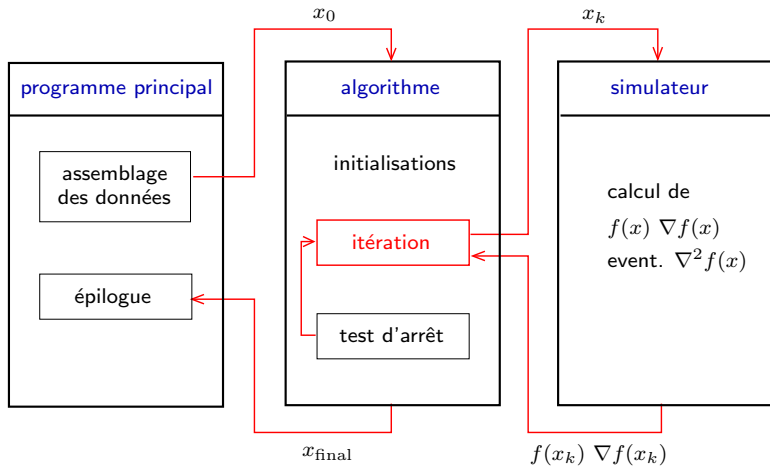 x_0
x_k
programme principal
assemblage
des données
épilogue
algorithme
initialisations
itération
test d'arrêt
simulateur
calcul de
f(x) ∇f(x)
event. ∇²f(x)
x_final
f(x_k) ∇f(x_k)